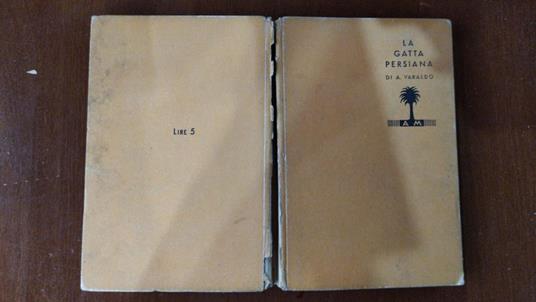 LIRE 5
LA
GATTA
PERSIANA
DI A. VARALDO
A M